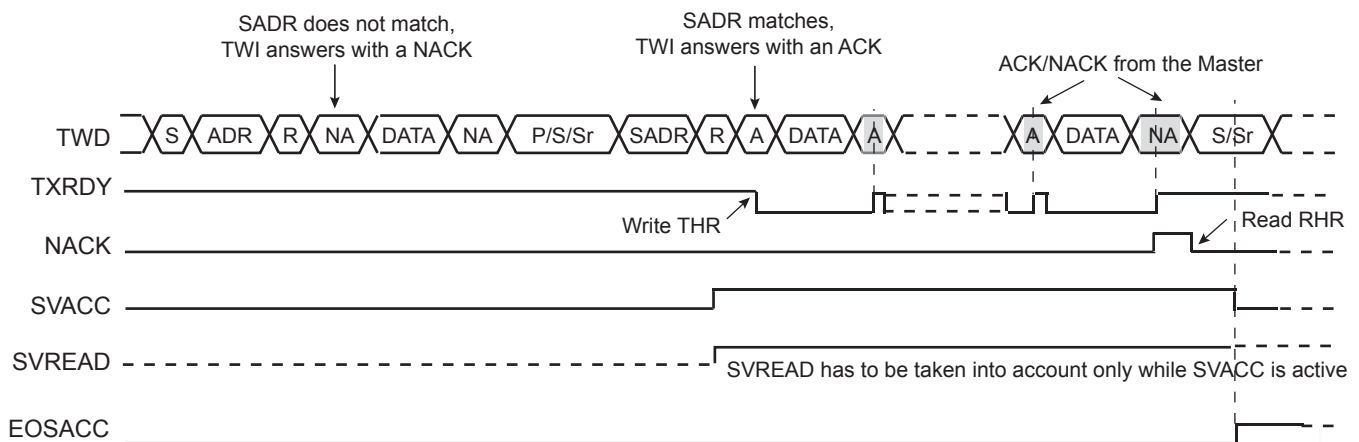 SADR does not match,
TWI answers with a NACK
SADR matches,
TWI answers with an ACK
ACK/NACK from the Master
TWD S ADR R NA DATA NA P/S/Sr SADR R A DATA A A DATA NA S/Sr
TXRDY
Write THR
Read RHR
NACK
SVACC
SVREAD
SVREAD has to be taken into account only while SVACC is active
EOSACC